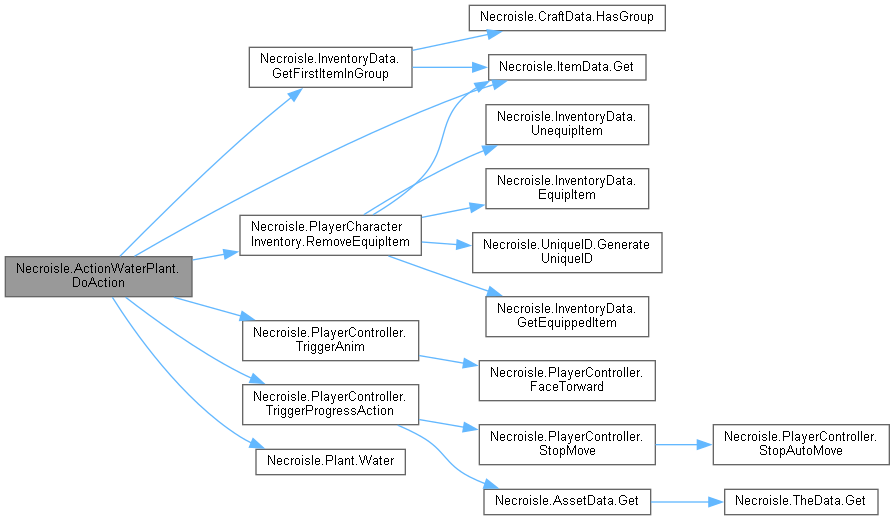 Necroisle.CraftData.HasGroup
Necroisle.InventoryData.
GetFirstItemInGroup
Necroisle.ItemData.Get
Necroisle.InventoryData.
UnequipItem
Necroisle.InventoryData.
EquipItem
Necroisle.PlayerCharacter
Inventory.RemoveEquipItem
Necroisle.UniqueID.Generate
UniqueID
Necroisle.ActionWaterPlant.
DoAction
Necroisle.InventoryData.
GetEquippedItem
Necroisle.PlayerController.
TriggerAnim
Necroisle.PlayerController.
FaceTorward
Necroisle.PlayerController.
TriggerProgressAction
Necroisle.PlayerController.
StopMove
Necroisle.PlayerController.
StopAutoMove
Necroisle.Plant.Water
Necroisle.AssetData.Get
Necroisle.TheData.Get